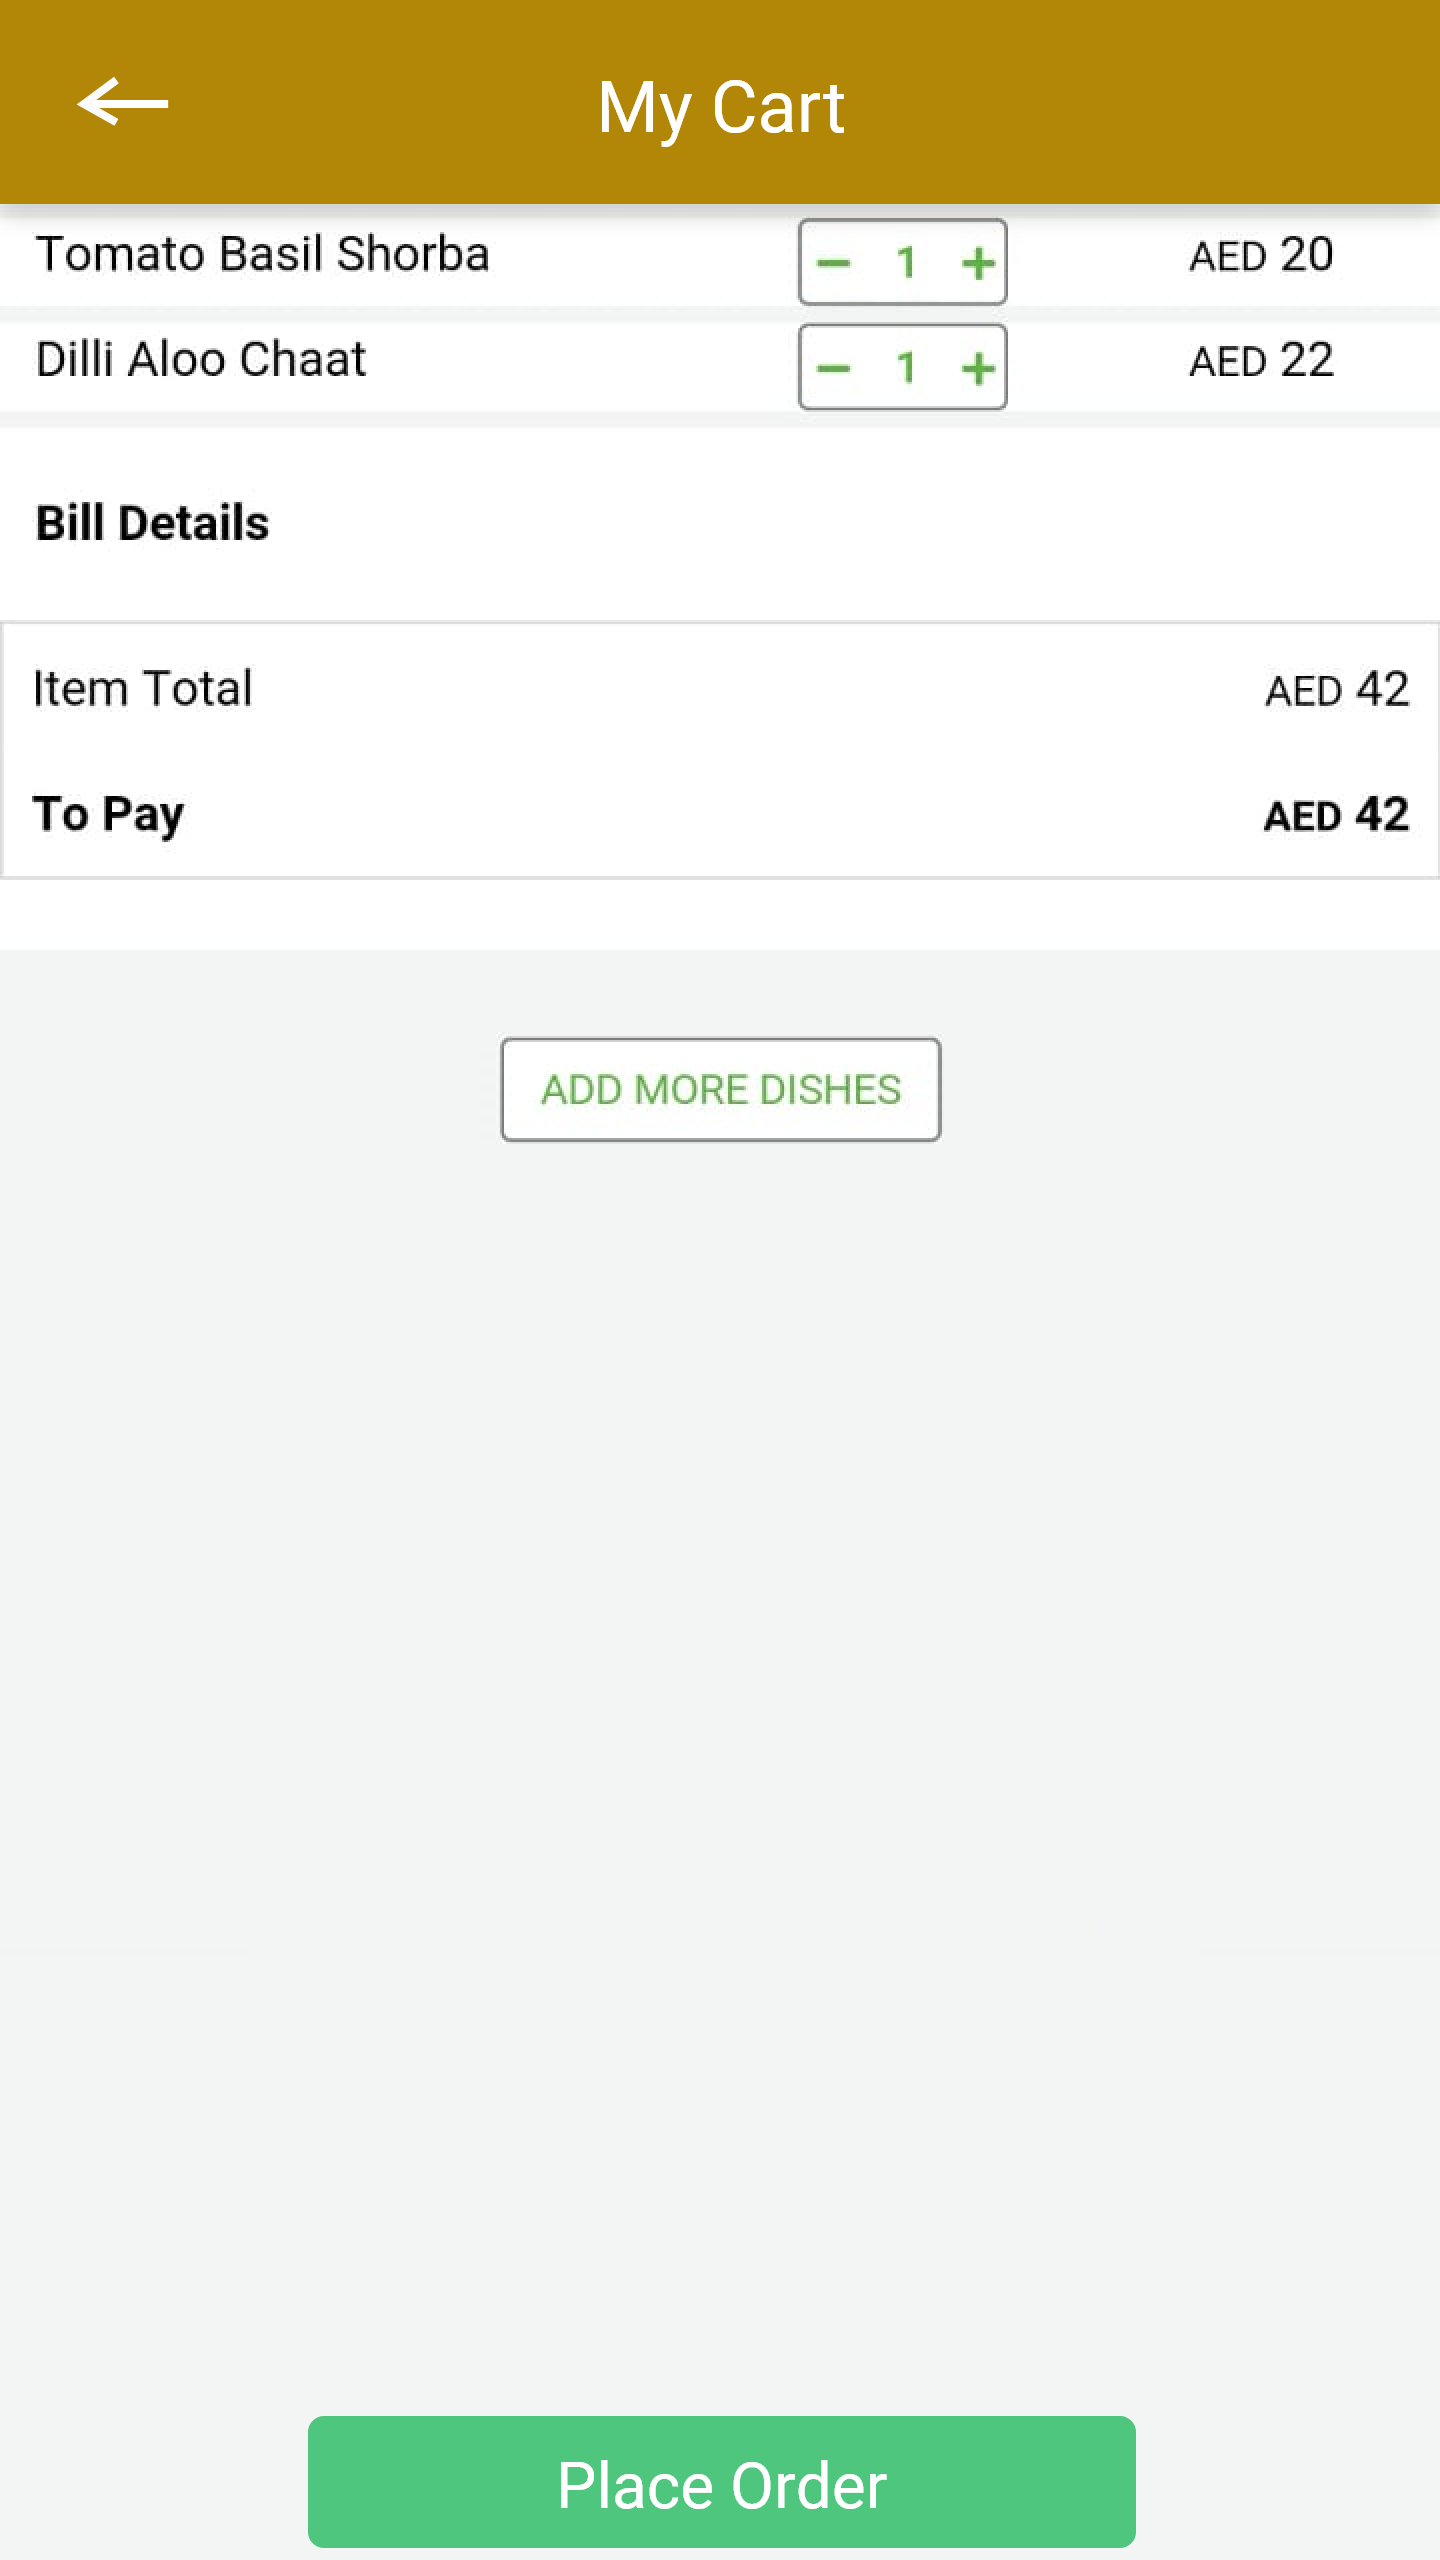 My Cart
Tomato Basil Shorba − 1 + AED 20
Dilli Aloo Chaat − 1 + AED 22
Bill Details
Item Total AED 42
To Pay AED 42
ADD MORE DISHES
Place Order